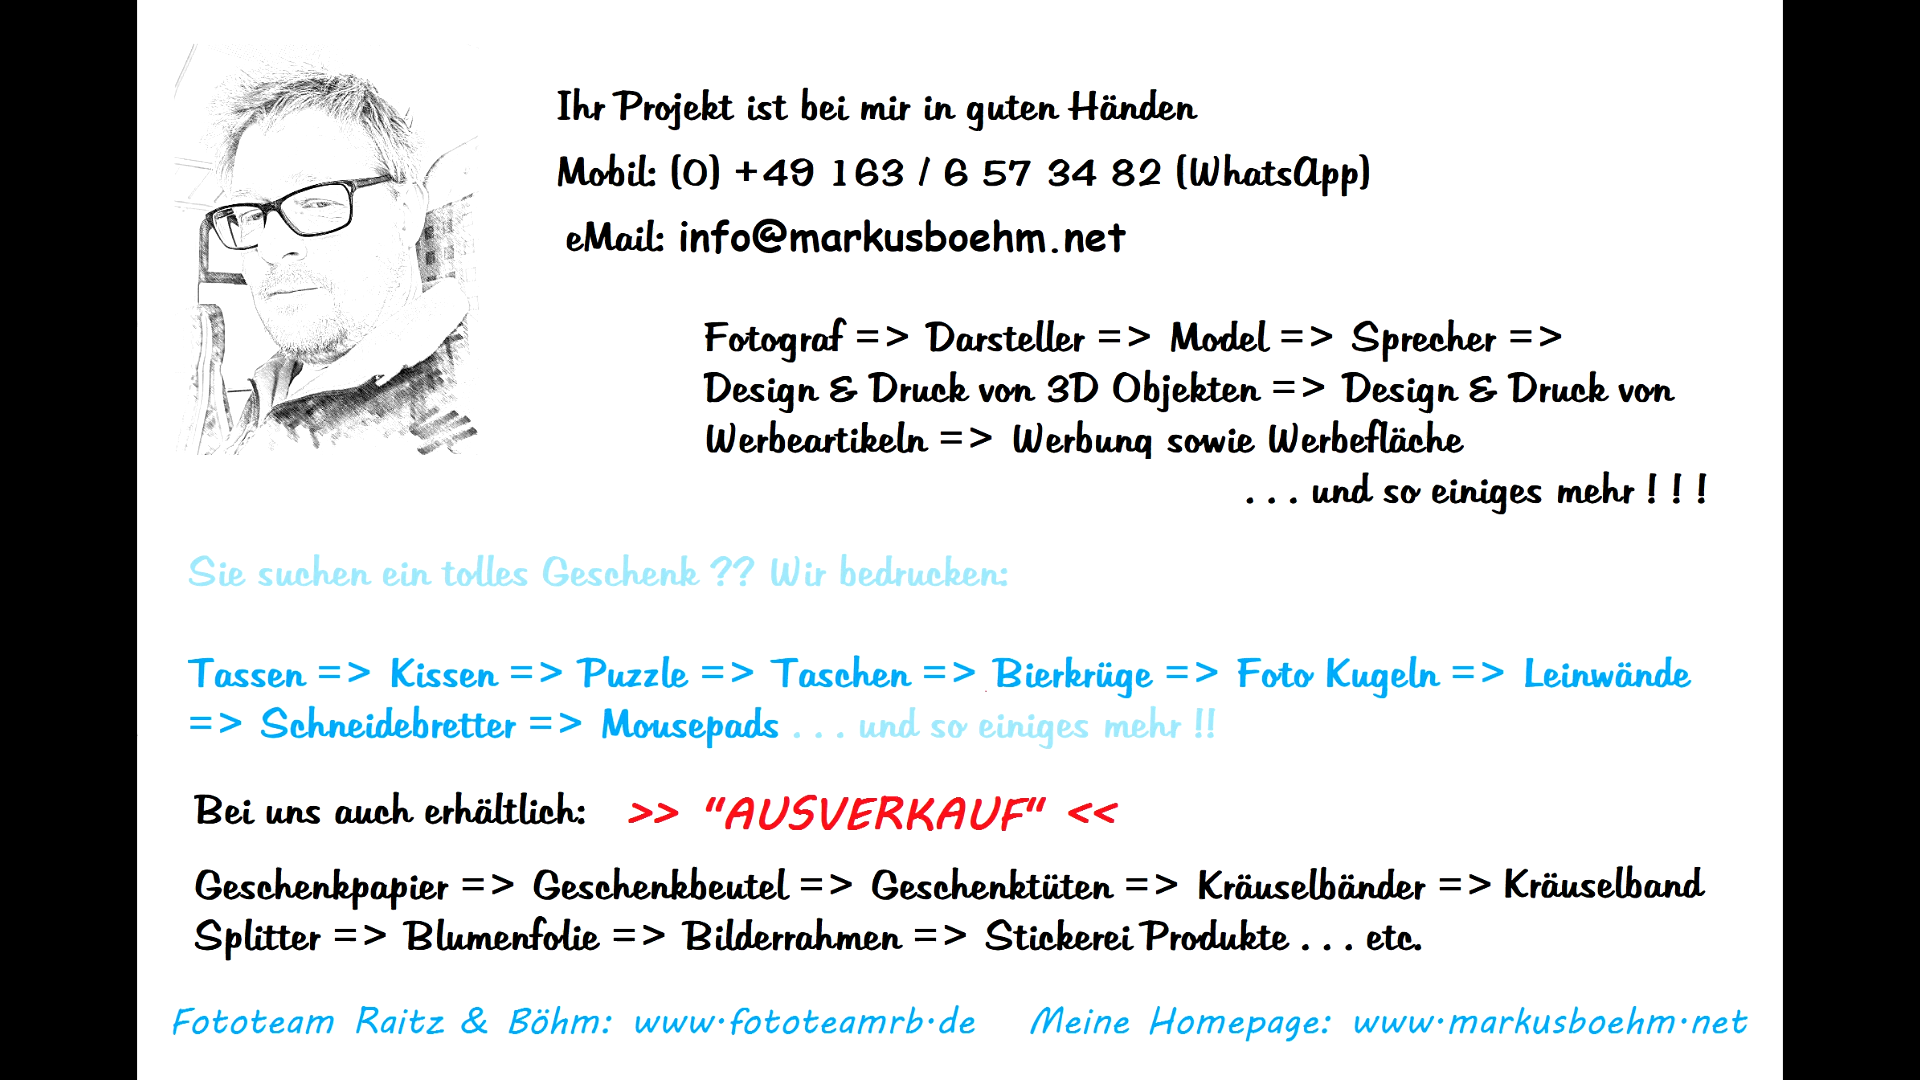 Ihr Projekt ist bei mir in guten Händen
Mobil: (0) +49 163 / 6 57 34 82 (WhatsApp)
eMail: info@markusboehm.net
Fotograf => Darsteller => Model => Sprecher =>
Design & Druck von 3D Objekten => Design & Druck von
Werbeartikeln => Werbung sowie Werbefläche
. . . und so einiges mehr ! ! !
Sie suchen ein tolles Geschenk ?? Wir bedrucken:
Tassen => Kissen => Puzzle => Taschen => Bierkrüge => Foto Kugeln => Leinwände
=> Schneidebretter => Mousepads . . . und so einiges mehr !!
Bei uns auch erhältlich: >> "AUSVERKAUF" <<
Geschenkpapier => Geschenkbeutel => Geschenktüten => Kräuselbänder => Kräuselband
Splitter => Blumenfolie => Bilderrahmen => Stickerei Produkte . . . etc.
Fototeam Raitz & Böhm: www.fototeamrb.de Meine Homepage: www.markusboehm.net